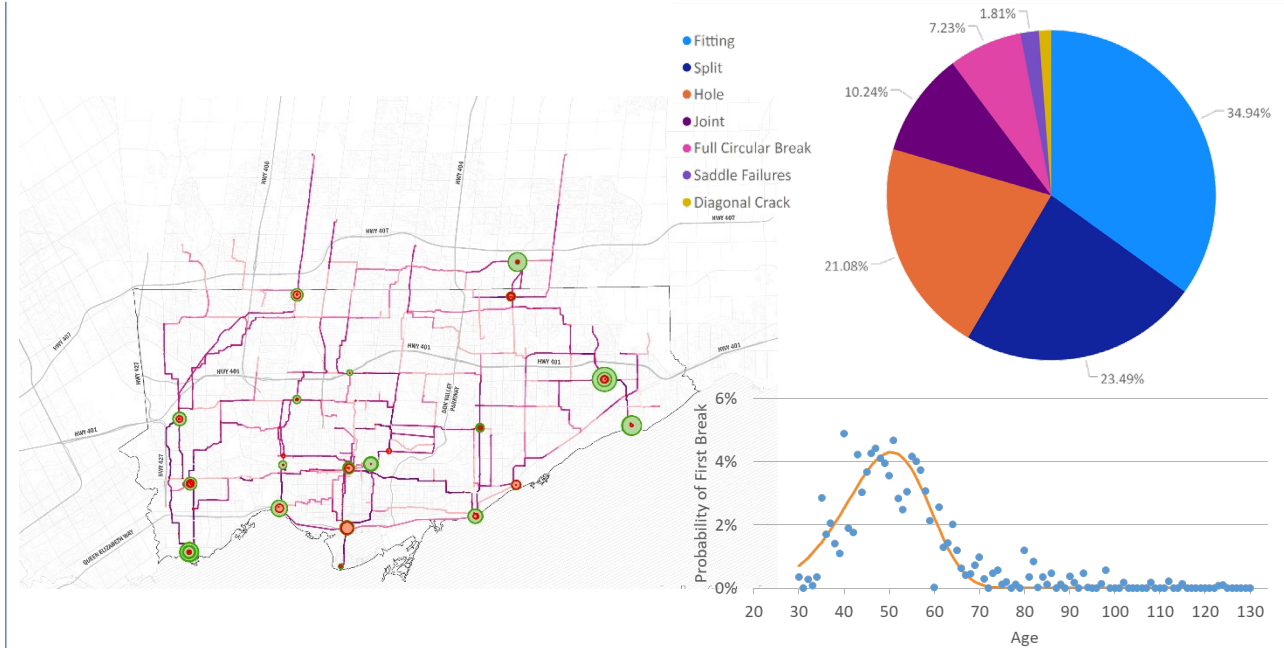 HWY 400
HWY 404
HWY 407
HWY 407
HWY 407
HWY 401
HWY 401
HWY 401
HWY 427
DON VALLEY
PARKWAY
HWY 401
HWY 427
QUEEN ELIZABETH WAY
Fitting
Split
Hole
Joint
Full Circular Break
Saddle Failures
Diagonal Crack
1.81%
7.23%
10.24%
34.94%
21.08%
23.49%
Probability of First Break
6%
4%
2%
0%
20 30 40 50 60 70 80 90 100 110 120 130
Age